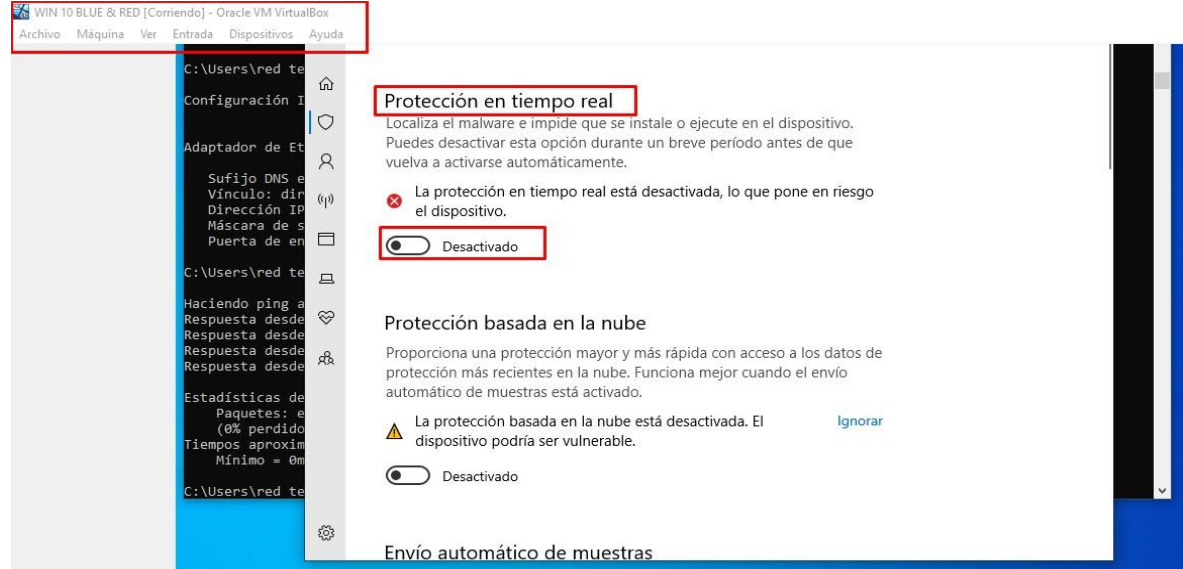 WIN 10 BLUE & RED [Corriendo] - Oracle VM VirtualBox
Archivo Máquina Ver Entrada Dispositivos Ayuda
C:\Users\red te
Configuración I
Adaptador de Et
Sufijo DNS e
Vínculo: dir
Dirección IP
Máscara de s
Puerta de en
C:\Users\red te
Haciendo ping a
Respuesta desde
Respuesta desde
Respuesta desde
Respuesta desde
Estadísticas de
Paquetes: e
(0% perdido
Tiempos aproxim
Mínimo = 0m
C:\Users\red te
Protección en tiempo real
Localiza el malware e impide que se instale o ejecute en el dispositivo.
Puedes desactivar esta opción durante un breve período antes de que
vuelva a activarse automáticamente.
La protección en tiempo real está desactivada, lo que pone en riesgo
el dispositivo.
Desactivado
Protección basada en la nube
Proporciona una protección mayor y más rápida con acceso a los datos de
protección más recientes en la nube. Funciona mejor cuando el envío
automático de muestras está activado.
La protección basada en la nube está desactivada. El Ignorar
dispositivo podría ser vulnerable.
Desactivado
Envío automático de muestras